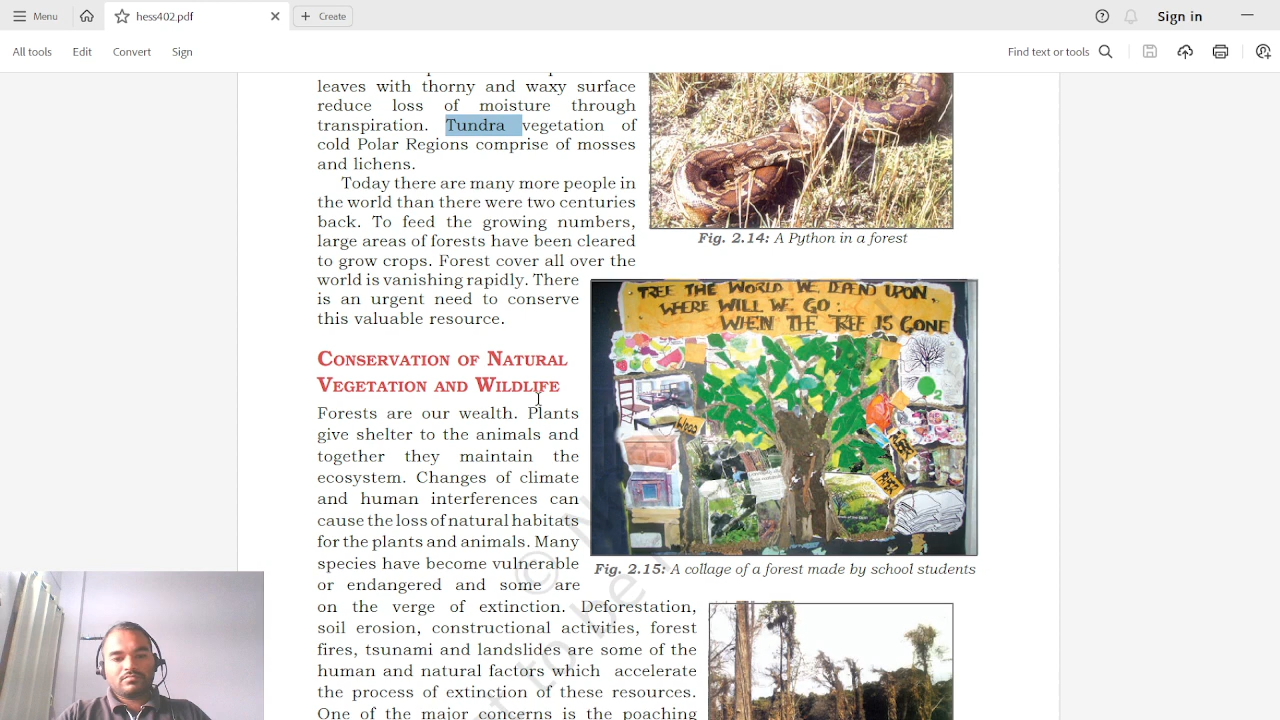 Menu
hess402.pdf
Create
Sign in
All tools
Edit
Convert
Sign
Find text or tools
leaves with thorny and waxy surface
reduce loss of moisture through
transpiration. Tundra vegetation of
cold Polar Regions comprise of mosses
and lichens.
Today there are many more people in
the world than there were two centuries
back. To feed the growing numbers,
large areas of forests have been cleared
to grow crops. Forest cover all over the
world is vanishing rapidly. There
is an urgent need to conserve
this valuable resource.
Fig. 2.14: A Python in a forest
TREE THE WORLD WE DEPEND UPON,
WHERE WILL WE GO :
WHEN THE TREE IS GONE
WOOD
Fig. 2.15: A collage of a forest made by school students
CONSERVATION OF NATURAL
VEGETATION AND WILDLIFE
Forests are our wealth. Plants
give shelter to the animals and
together they maintain the
ecosystem. Changes of climate
and human interferences can
cause the loss of natural habitats
for the plants and animals. Many
species have become vulnerable
or endangered and some are
on the verge of extinction. Deforestation,
soil erosion, constructional activities, forest
fires, tsunami and landslides are some of the
human and natural factors which accelerate
the process of extinction of these resources.
One of the major concerns is the poaching